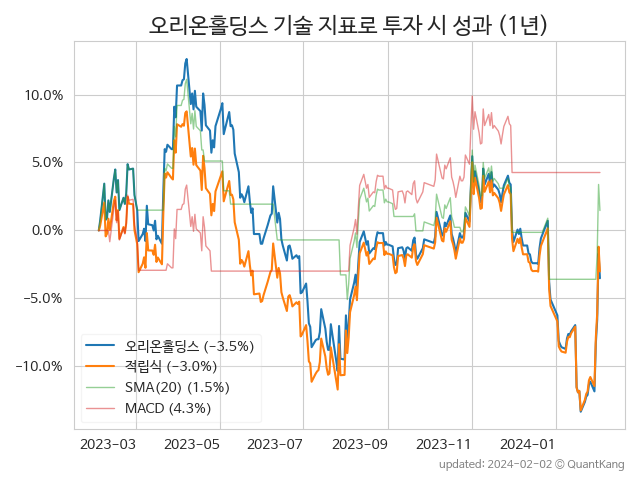 오리온홀딩스 기술 지표로 투자 시 성과 (1년)
10.0%
5.0%
0.0%
−5.0%
−10.0%
오리온홀딩스 (−3.5%)
적립식 (−3.0%)
SMA(20) (1.5%)
MACD (4.3%)
2023-03 2023-05 2023-07 2023-09 2023-11 2024-01
updated: 2024-02-02 © QuantKang